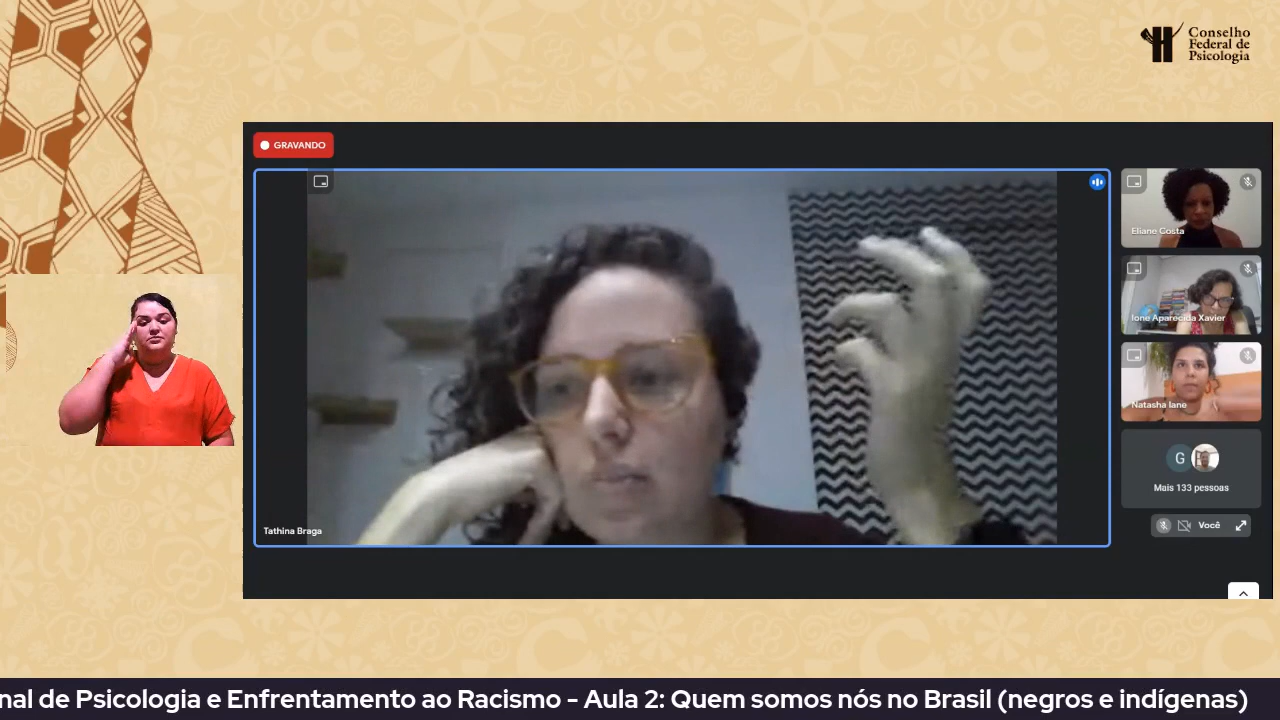 Conselho
Federal de
Psicologia
GRAVANDO
Eliane Costa
Ione Aparecida Xavier
Natasha Iane
G
Mais 133 pessoas
Tathina Braga
Você
nal de Psicologia e Enfrentamento ao Racismo - Aula 2: Quem somos nós no Brasil (negros e indígenas)